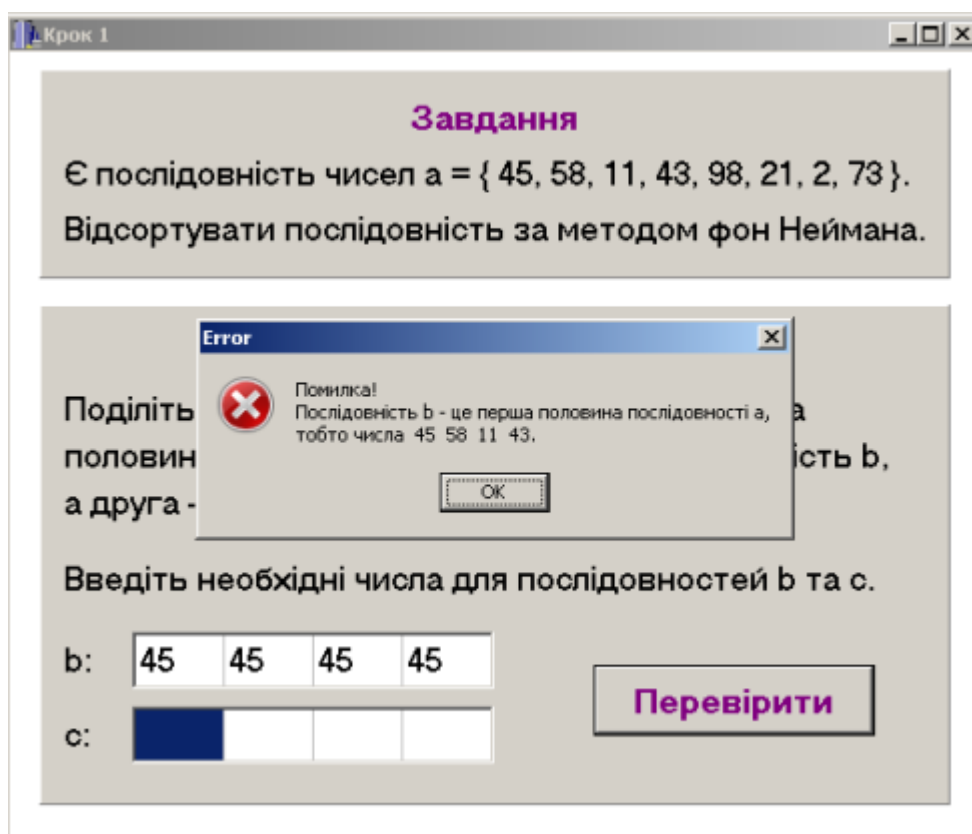 Крок 1
Завдання
Є послідовність чисел a = { 45, 58, 11, 43, 98, 21, 2, 73 }.
Відсортувати послідовність за методом фон Неймана.
Error
Помилка!
Послідовність b - це перша половина послідовності a,
тобто числа 45 58 11 43.
OK
Поділіть
а друга -
Введіть необхідні числа для послідовностей b та c.
b: 45 45 45 45
c:
Перевірити